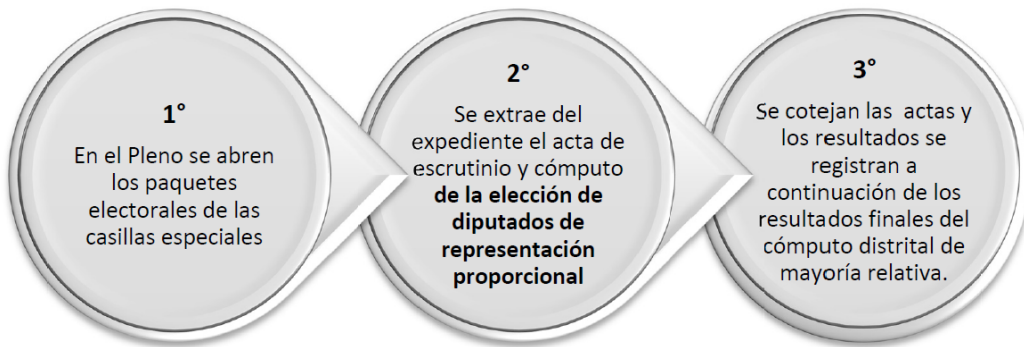 1°
En el Pleno se abren
los paquetes
electorales de las
casillas especiales
2°
Se extrae del
expediente el acta de
escrutinio y cómputo
de la elección de
diputados de
representación
proporcional
3°
Se cotejan las actas y
los resultados se
registran a
continuación de los
resultados finales del
cómputo distrital de
mayoría relativa.